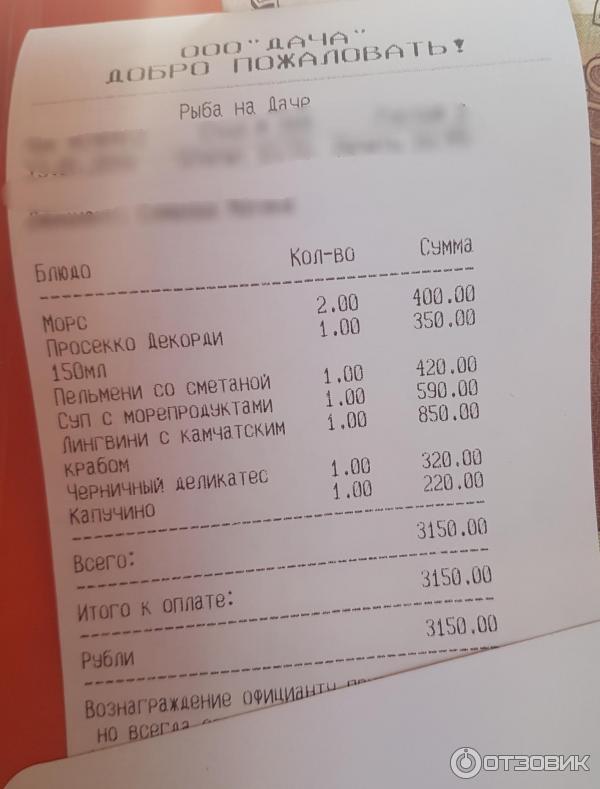 ООО"ДАЧА"
ДОБРО ПОЖАЛОВАТЬ!
Рыба на Даче
Блюдо Кол-во Сумма
Морс 2.00 400.00
Просекко Декорди 1.00 350.00
150мл
Пельмени со сметаной 1.00 420.00
Суп с морепродуктами 1.00 590.00
Лингвини с камчатским 1.00 850.00
крабом
Черничный деликатес 1.00 320.00
Капучино 1.00 220.00
Всего: 3150.00
Итого к оплате: 3150.00
Рубли 3150.00
Вознаграждение официанту
но всегда
ОТЗОВИК